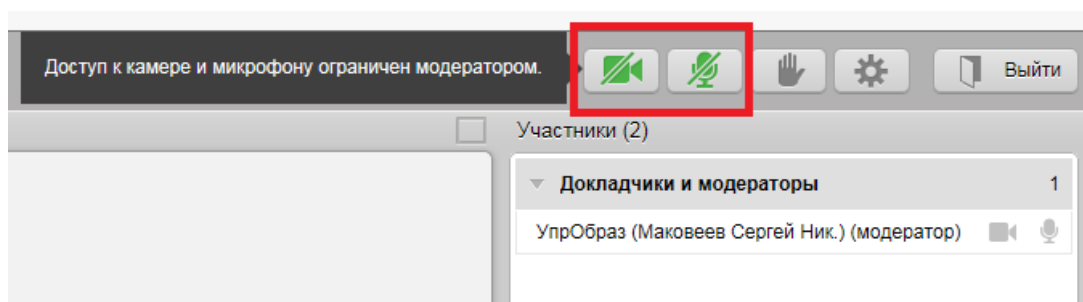 Доступ к камере и микрофону ограничен модератором.
Выйти
Участники (2)
Докладчики и модераторы 1
УпрОбраз (Маковеев Сергей Ник.) (модератор)